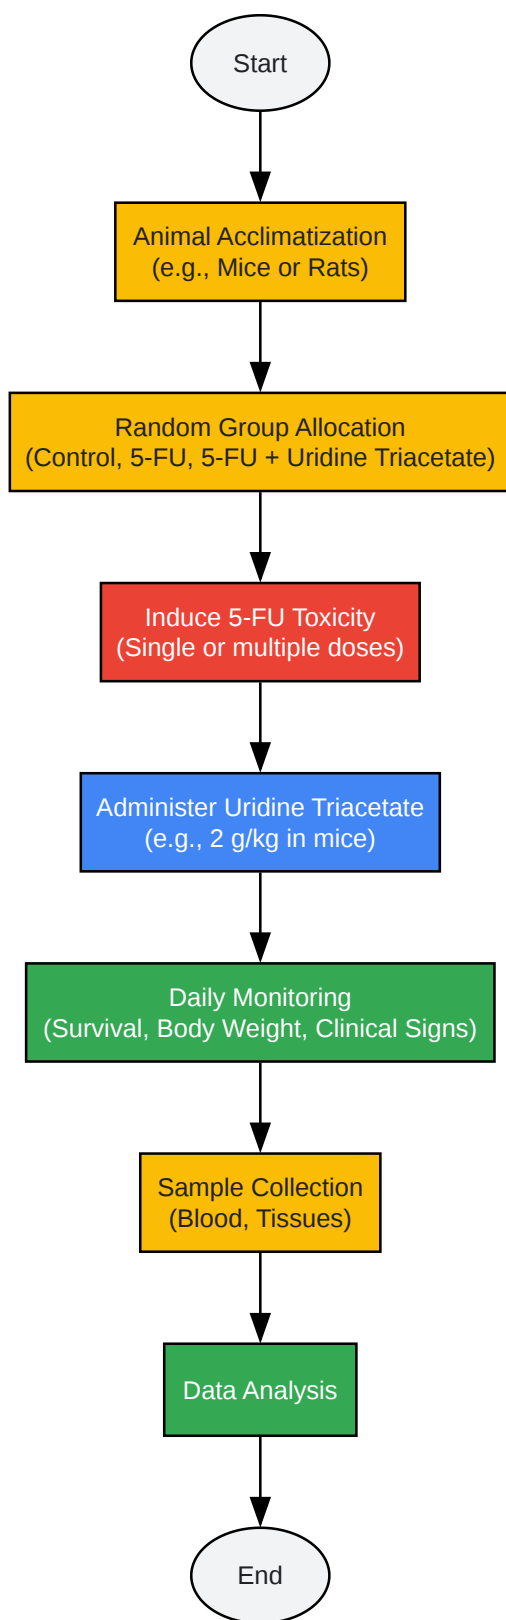 Start
Animal Acclimatization
(e.g., Mice or Rats)
Random Group Allocation
(Control, 5-FU, 5-FU + Uridine Triacetate)
Induce 5-FU Toxicity
(Single or multiple doses)
Administer Uridine Triacetate
(e.g., 2 g/kg in mice)
Daily Monitoring
(Survival, Body Weight, Clinical Signs)
Sample Collection
(Blood, Tissues)
Data Analysis
End